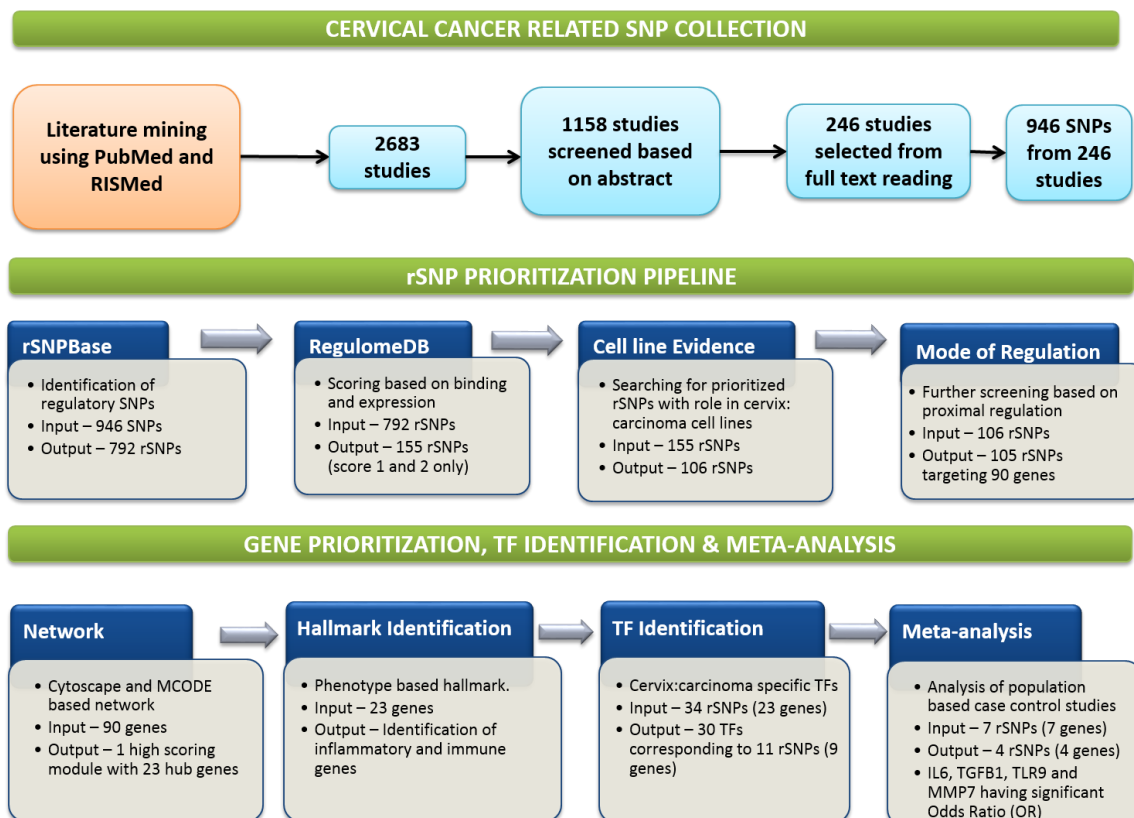 CERVICAL CANCER RELATED SNP COLLECTION
Literature mining
using PubMed and
RISMed
2683
studies
1158 studies
screened based
on abstract
246 studies
selected from
full text reading
946 SNPs
from 246
studies
rSNP PRIORITIZATION PIPELINE
rSNPBase
• Identification of
regulatory SNPs
• Input – 946 SNPs
• Output – 792 rSNPs
RegulomeDB
• Scoring based on binding
and expression
• Input – 792 rSNPs
• Output – 155 rSNPs
(score 1 and 2 only)
Cell line Evidence
• Searching for prioritized
rSNPs with role in cervix:
carcinoma cell lines
• Input – 155 rSNPs
• Output – 106 rSNPs
Mode of Regulation
• Further screening based on
proximal regulation
• Input – 106 rSNPs
• Output – 105 rSNPs
targeting 90 genes
GENE PRIORITIZATION, TF IDENTIFICATION & META-ANALYSIS
Network
• Cytoscape and MCODE
based network
• Input – 90 genes
• Output – 1 high scoring
module with 23 hub genes
Hallmark Identification
• Phenotype based hallmark.
• Input – 23 genes
• Output – Identification of
inflammatory and immune
genes
TF Identification
• Cervix:carcinoma specific TFs
• Input – 34 rSNPs (23 genes)
• Output – 30 TFs
corresponding to 11 rSNPs (9
genes)
Meta-analysis
• Analysis of population
based case control studies
• Input – 7 rSNPs (7 genes)
• Output – 4 rSNPs (4 genes)
• IL6, TGFB1, TLR9 and
MMP7 having significant
Odds Ratio (OR)